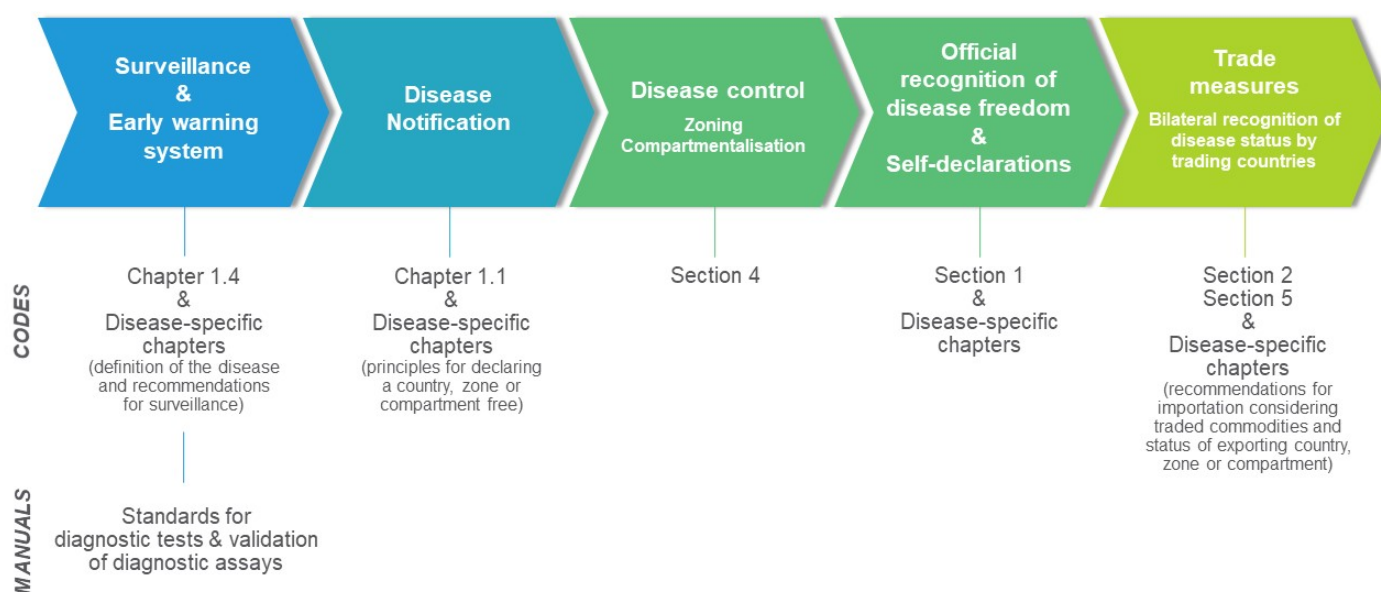 Surveillance
&
Early warning
system
Disease
Notification
Disease control
Zoning
Compartmentalisation
Official
recognition of
disease freedom
&
Self-declarations
Trade
measures
Bilateral recognition of
disease status by
trading countries
CODES
Chapter 1.4
&
Disease-specific
chapters
(definition of the disease
and recommendations
for surveillance)
Chapter 1.1
&
Disease-specific
chapters
(principles for declaring
a country, zone or
compartment free)
Section 4
Section 1
&
Disease-specific
chapters
Section 2
Section 5
&
Disease-specific
chapters
(recommendations for
importation considering
traded commodities and
status of exporting country,
zone or compartment)
MANUALS
Standards for
diagnostic tests & validation
of diagnostic assays